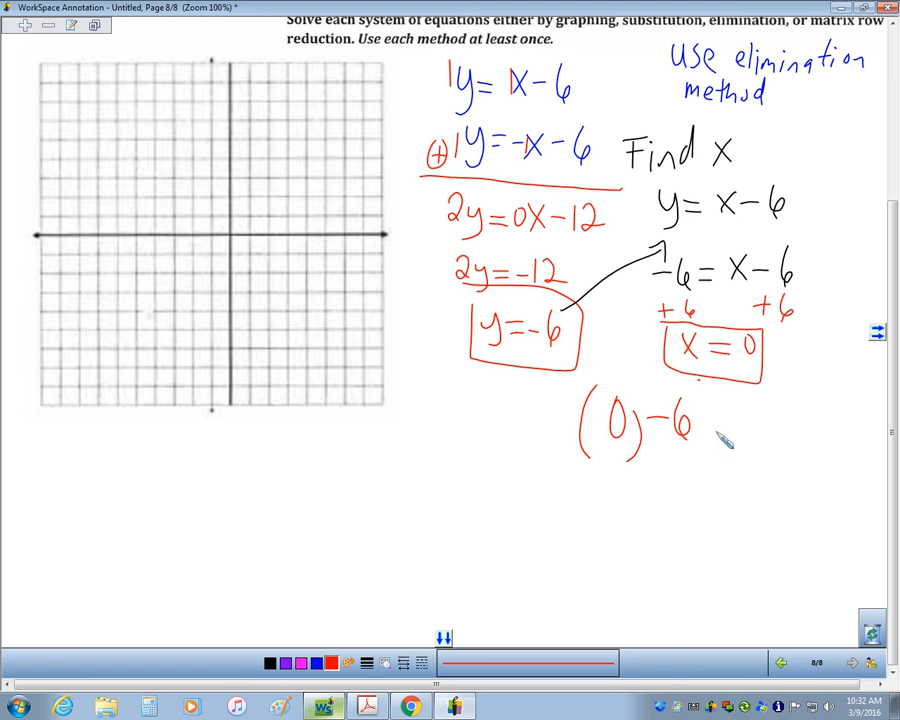 WorkSpace Annotation - Untitled, Page8/8 (Zoom 100%) *
Solve each system of equations either by graphing, substitution, elimination, or matrix row
reduction. Use each method at least once.
use elimination
method
1y = 1x - 6
(+) 1y = -1x - 6
2y = 0x - 12
2y = -12
y = -6
Find x
y = x - 6
-6 = x - 6
+6 +6
x = 0
(0) -6
8/8
10:32 AM
3/9/2016